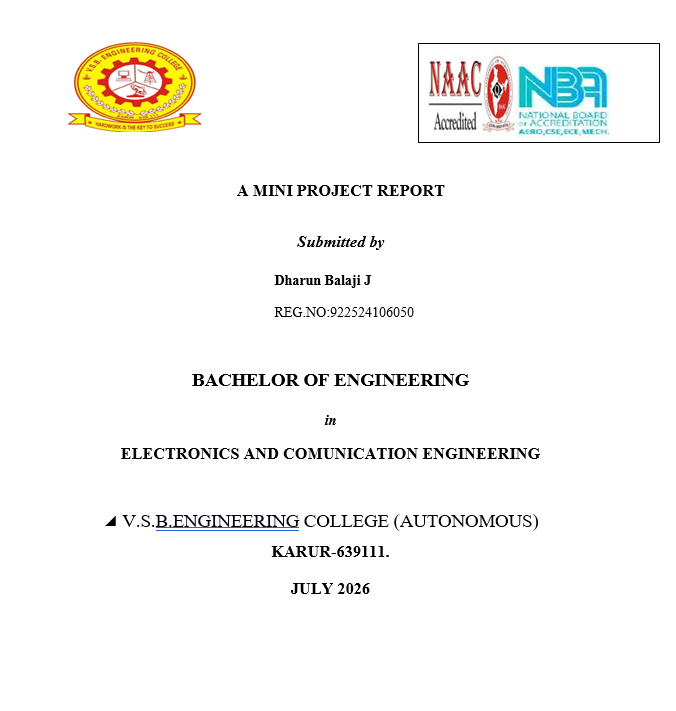 V.S.B. ENGINEERING COLLEGE
HARDWORK IS THE KEY TO SUCCESS
NAAC
Accredited
NBA
NATIONAL BOARD
OF ACCREDITATION
AERO,CSE,ECE,MECH.
A MINI PROJECT REPORT
Submitted by
Dharun Balaji J
REG.NO:922524106050
BACHELOR OF ENGINEERING
in
ELECTRONICS AND COMUNICATION ENGINEERING
V.S.B.ENGINEERING COLLEGE (AUTONOMOUS)
KARUR-639111.
JULY 2026